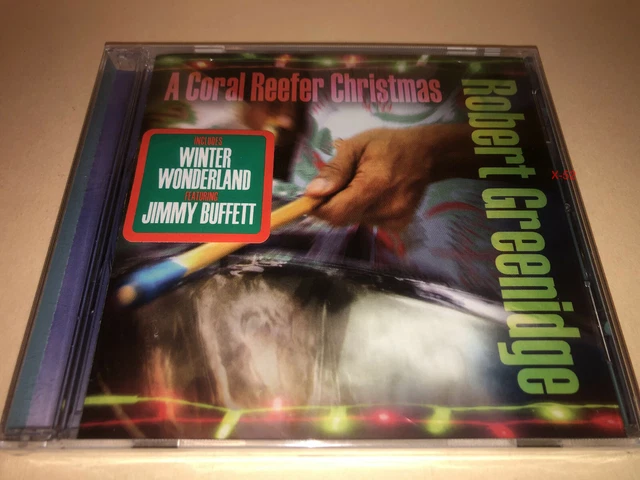 A Coral Reefer Christmas
Robert Greenidge
INCLUDES
WINTER
WONDERLAND
FEATURING
JIMMY BUFFETT